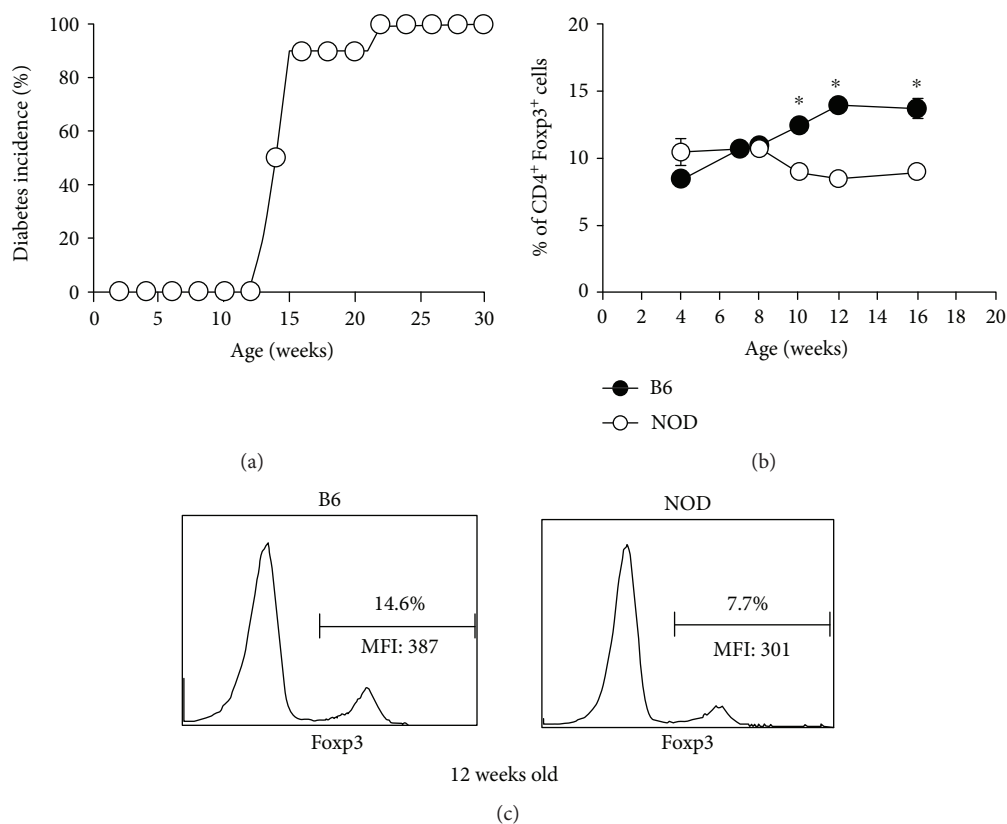 100
80
60
40
20
0
Diabetes incidence (%)
0 5 10 15 20 25 30
Age (weeks)
(a)
20
15
10
5
0
% of CD4⁺ Foxp3⁺ cells
* * *
0 2 4 6 8 10 12 14 16 18 20
Age (weeks)
B6
NOD
(b)
B6
14.6%
MFI: 387
Foxp3
NOD
7.7%
MFI: 301
Foxp3
12 weeks old
(c)